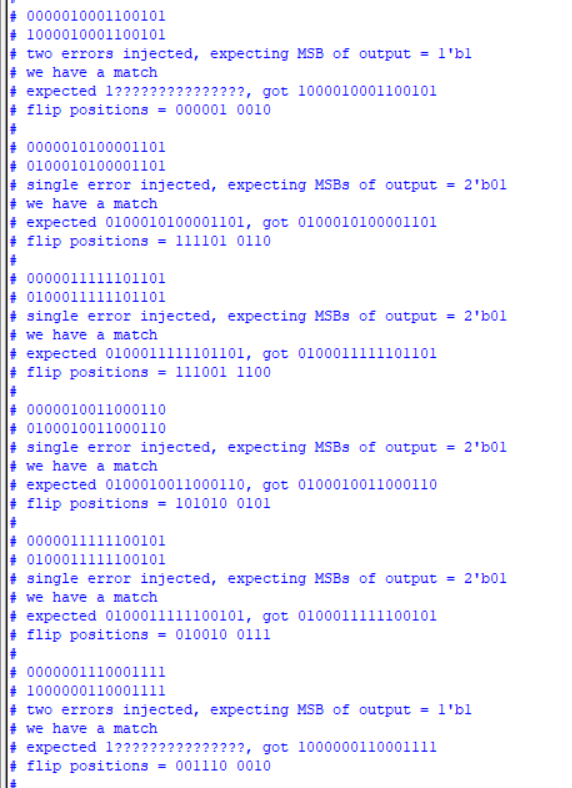 # 0000010001100101
# 1000010001100101
# two errors injected, expecting MSB of output = 1'b1
# we have a match
# expected 1???????????????, got 1000010001100101
# flip positions = 000001 0010
#
# 0000010100001101
# 0100010100001101
# single error injected, expecting MSBs of output = 2'b01
# we have a match
# expected 0100010100001101, got 0100010100001101
# flip positions = 111101 0110
#
# 0000011111101101
# 0100011111101101
# single error injected, expecting MSBs of output = 2'b01
# we have a match
# expected 0100011111101101, got 0100011111101101
# flip positions = 111001 1100
#
# 0000010011000110
# 0100010011000110
# single error injected, expecting MSBs of output = 2'b01
# we have a match
# expected 0100010011000110, got 0100010011000110
# flip positions = 101010 0101
#
# 0000011111100101
# 0100011111100101
# single error injected, expecting MSBs of output = 2'b01
# we have a match
# expected 0100011111100101, got 0100011111100101
# flip positions = 010010 0111
#
# 0000001110001111
# 1000000110001111
# two errors injected, expecting MSB of output = 1'b1
# we have a match
# expected 1???????????????, got 1000000110001111
# flip positions = 001110 0010
#